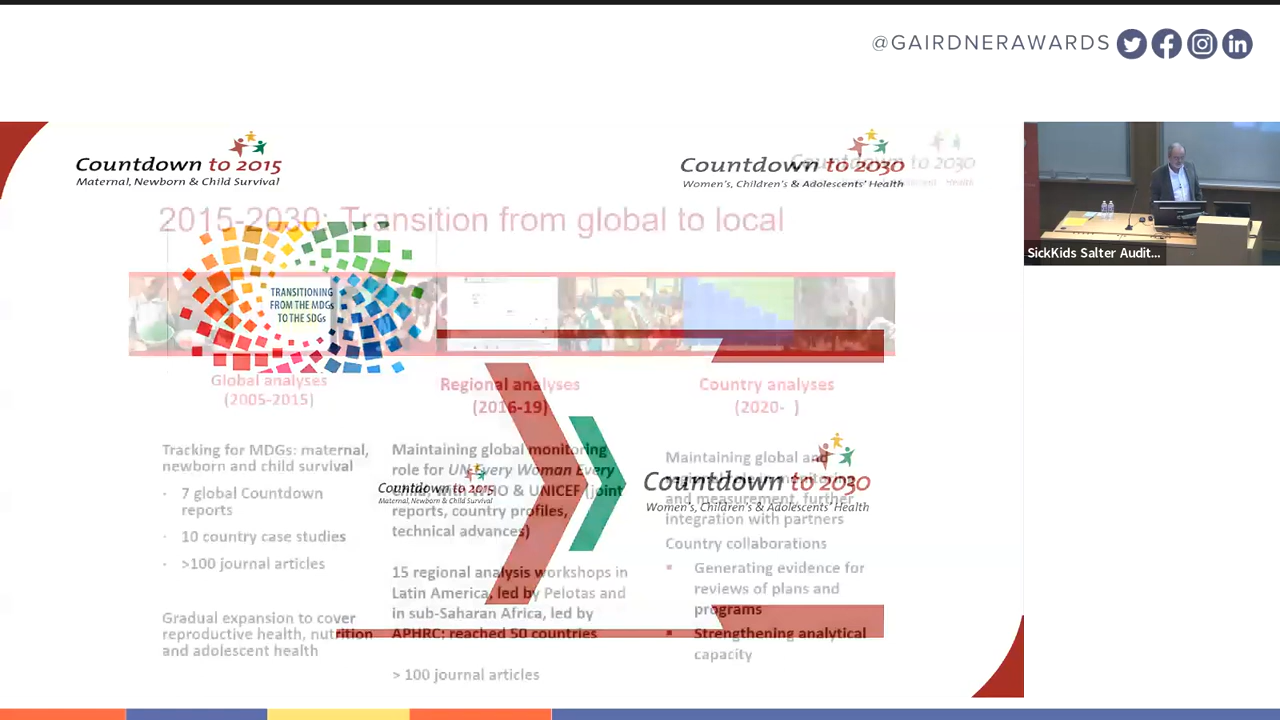 @GAIRDNERAWARDS
Countdown to 2015
Maternal, Newborn & Child Survival
Countdown to 2030
Women's, Children's & Adolescents' Health
Countdown to 2030
Health
2015-2030: Transition from global to local
TRANSITIONING
FROM THE MDGs
TO THE SDGs
SickKids Salter Audit...
Global analyses
(2005-2015)
Tracking for MDGs: maternal,
newborn and child survival
· 7 global Countdown
reports
· 10 country case studies
· >100 journal articles
Gradual expansion to cover
reproductive health, nutrition
and adolescent health
Regional analyses
(2016-19)
Maintaining global monitoring
role for UN Every Woman Every
Child, with WHO & UNICEF (joint
reports, country profiles,
technical advances)
15 regional analysis workshops in
Latin America, led by Pelotas and
in sub-Saharan Africa, led by
APHRC; reached 50 countries
> 100 journal articles
Countdown to 2015
Maternal, Newborn & Child Survival
Country analyses
(2020- )
Maintaining global and
and measurement, further
integration with partners
Country collaborations
▪ Generating evidence for
reviews of plans and
programs
▪ Strengthening analytical
capacity
Countdown to 2030
Women's, Children's & Adolescents' Health